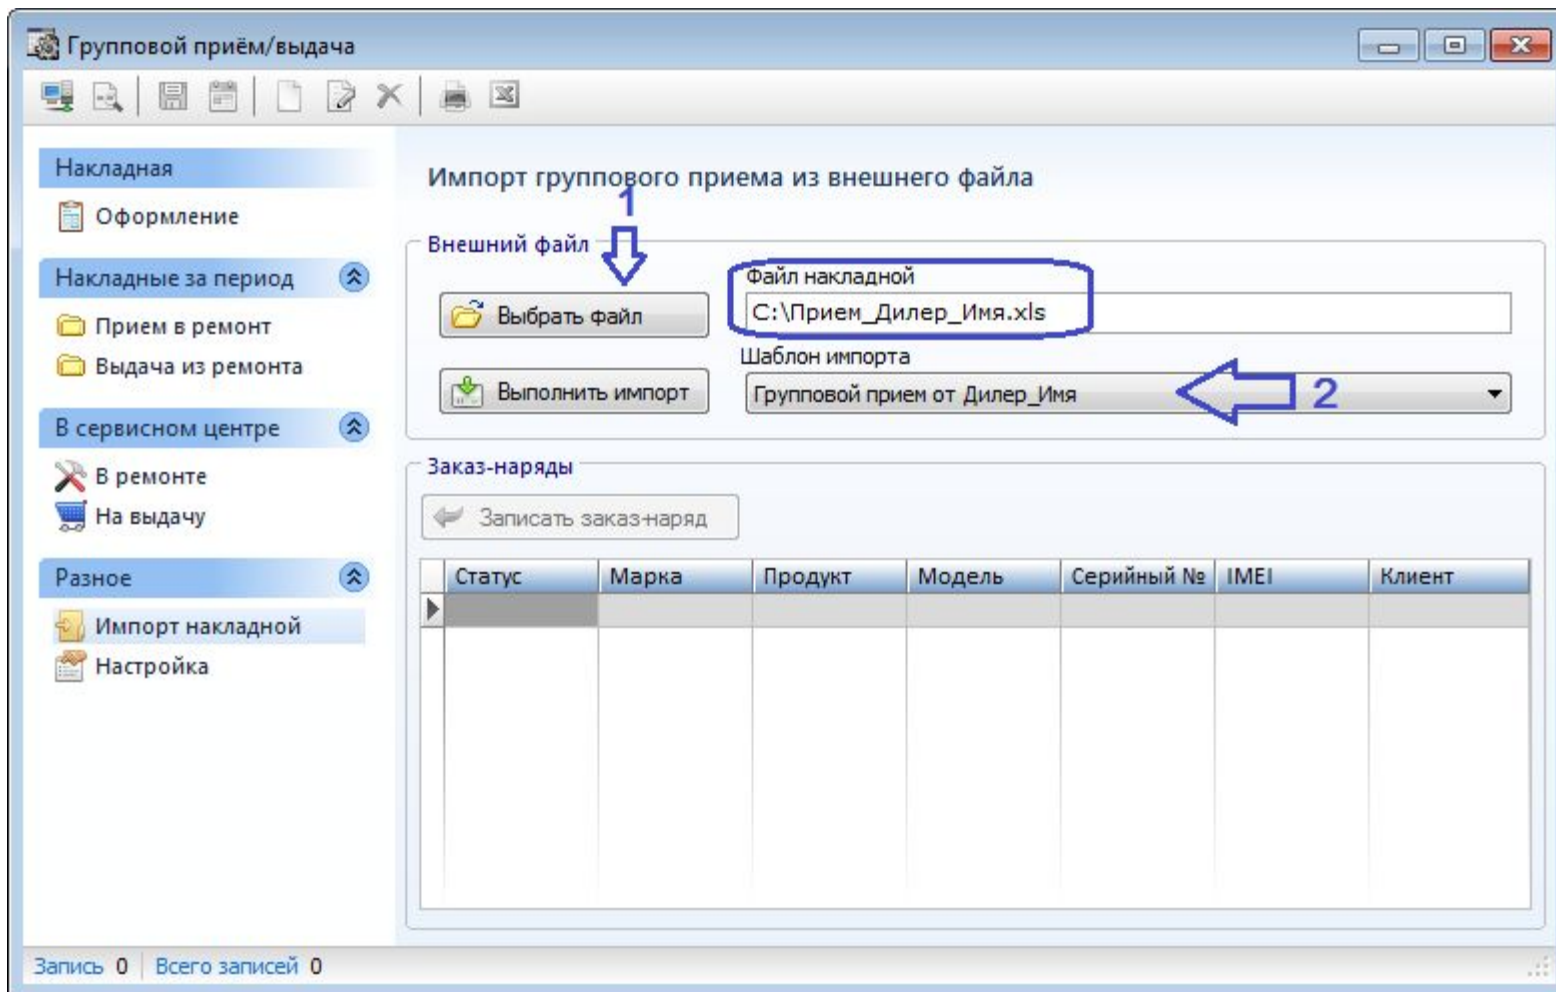 Групповой приём/выдача
Накладная
Оформление
Накладные за период
Прием в ремонт
Выдача из ремонта
В сервисном центре
В ремонте
На выдачу
Разное
Импорт накладной
Настройка
Импорт группового приема из внешнего файла
1
Внешний файл
Выбрать файл
Файл накладной
C:\Прием_Дилер_Имя.xls
Выполнить импорт
Шаблон импорта
Групповой прием от Дилер_Имя
2
Заказ-наряды
Записать заказ-наряд
Статус Марка Продукт Модель Серийный № IMEI Клиент
Запись 0 Всего записей 0